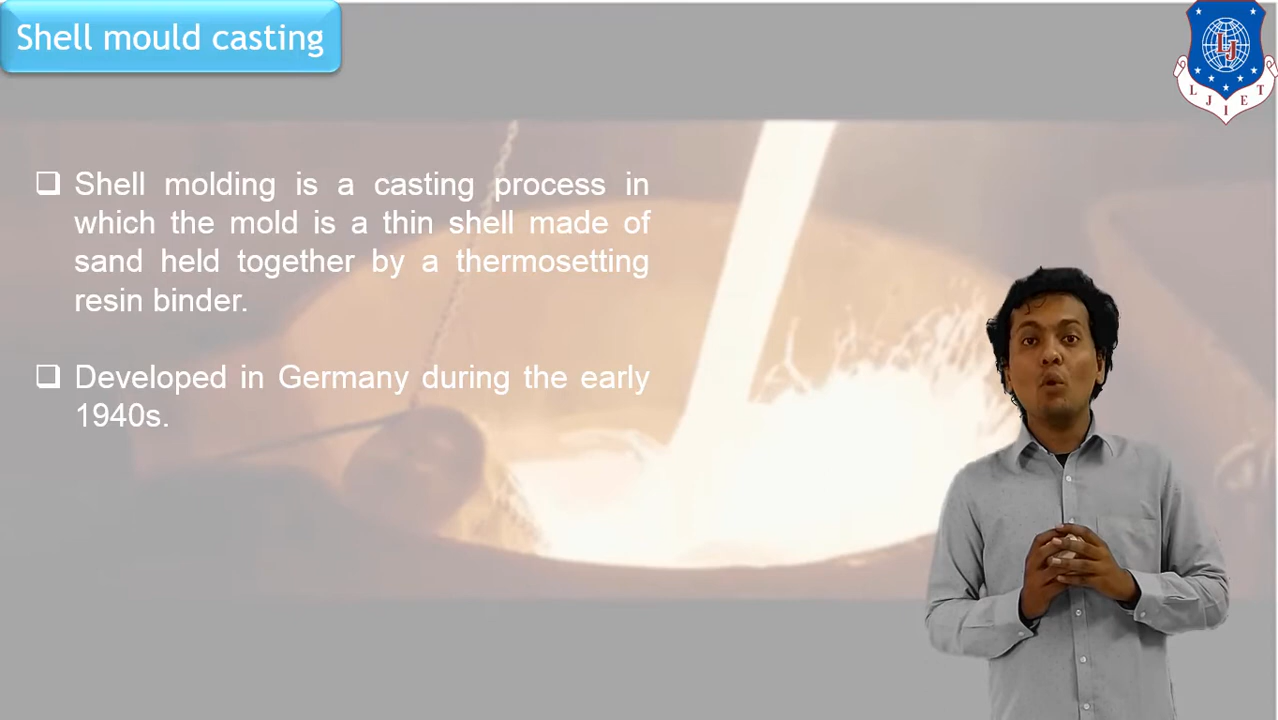 Shell mould casting
LJ
L J I E T
❑ Shell molding is a casting process in
which the mold is a thin shell made of
sand held together by a thermosetting
resin binder.
❑ Developed in Germany during the early
1940s.